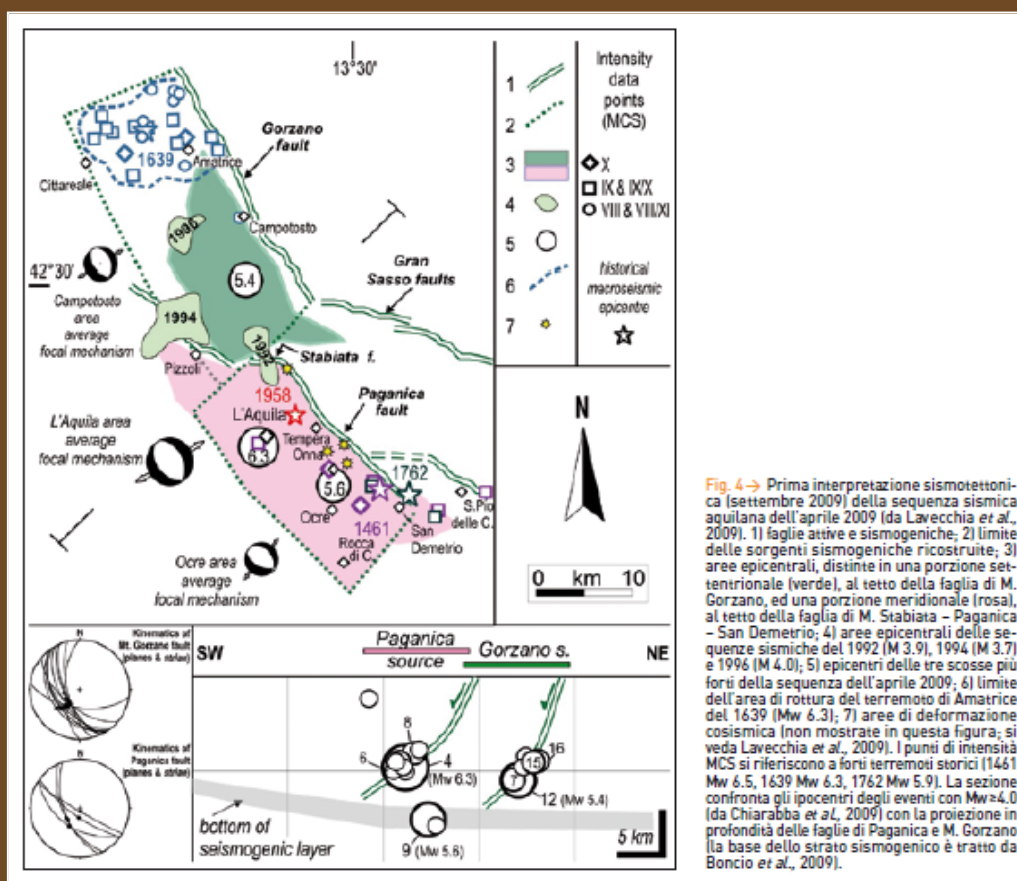 13°30'
Gorzano
fault
1639
Amatrice
Cittareale
1996
Campotosto
42°30'
5.4
Gran
Sasso faults
Campotosto
area
average
focal mechanism
1994
1992
Stabiata f.
Pizzoli
Paganica
fault
1958
L'Aquila
L'Aquila area
average
focal mechanism
6.3
Tempera
Onna
5.6
1762
Ocre
1461
S.Pio
delle C.
San
Demetrio
Rocca
di C.
Ocre area
average
focal mechanism
1
2
3
4
5
6
7
Intensity
data
points
(MCS)
X
IX & IX/X
VIII & VIII/XI
historical
macroseismic
epicentre
N
0 km 10
Kinematics of
Mt. Gorzano fault
(planes & striae)
N
Kinematics of
Paganica fault
(planes & striae)
N
SW
Paganica
source
Gorzano s.
NE
8
6
4
(Mw 6.3)
16
15
7
12 (Mw 5.4)
bottom of
seismogenic layer
9 (Mw 5.6)
5 km
Fig. 4→ Prima interpretazione sismotettoni-
ca (settembre 2009) della sequenza sismica
aquilana dell'aprile 2009 (da Lavecchia et al.,
2009). 1) faglie attive e sismogeniche; 2) limite
delle sorgenti sismogeniche ricostruite; 3)
aree epicentrali, distinte in una porzione set-
tentrionale (verde), al tetto della faglia di M.
Gorzano, ed una porzione meridionale (rosa),
al tetto della faglia di M. Stabiata – Paganica
– San Demetrio; 4) aree epicentrali delle se-
quenze sismiche del 1992 (M 3.9), 1994 (M 3.7)
e 1996 (M 4.0); 5) epicentri delle tre scosse più
forti della sequenza dell'aprile 2009; 6) limite
dell'area di rottura del terremoto di Amatrice
del 1639 (Mw 6.3); 7) aree di deformazione
cosismica (non mostrate in questa figura; si
veda Lavecchia et al., 2009). I punti di intensità
MCS si riferiscono a forti terremoti storici (1461
Mw 6.5, 1639 Mw 6.3, 1762 Mw 5.9). La sezione
confronta gli ipocentri degli eventi con Mw≥4.0
(da Chiarabba et al., 2009) con la proiezione in
profondità delle faglie di Paganica e M. Gorzano
(la base dello strato sismogenico è tratto da
Boncio et al., 2009).